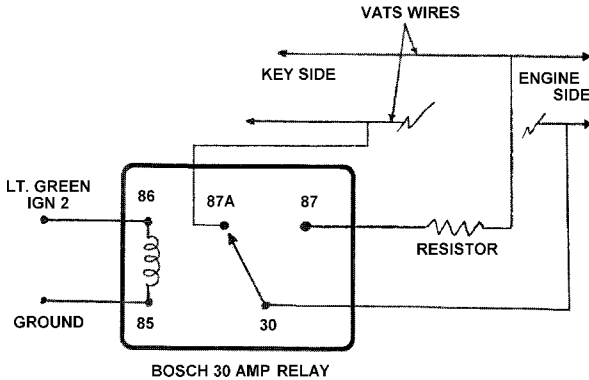 VATS WIRES
KEY SIDE
ENGINE
SIDE
LT. GREEN
IGN 2
86
87A
87
RESISTOR
GROUND
85
30
BOSCH 30 AMP RELAY